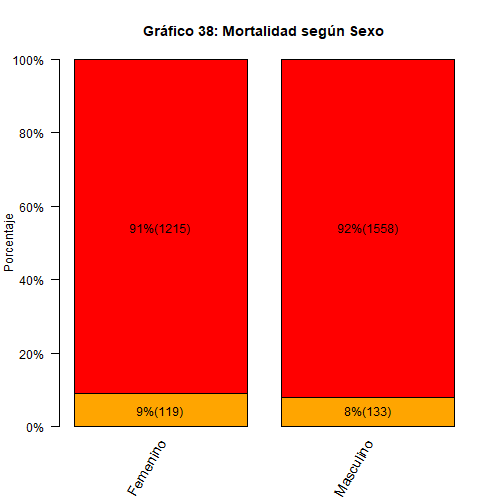 Gráfico 38: Mortalidad según Sexo
Porcentaje
100%
80%
60%
40%
20%
0%
91%(1215)
92%(1558)
9%(119)
8%(133)
Femenino
Masculino